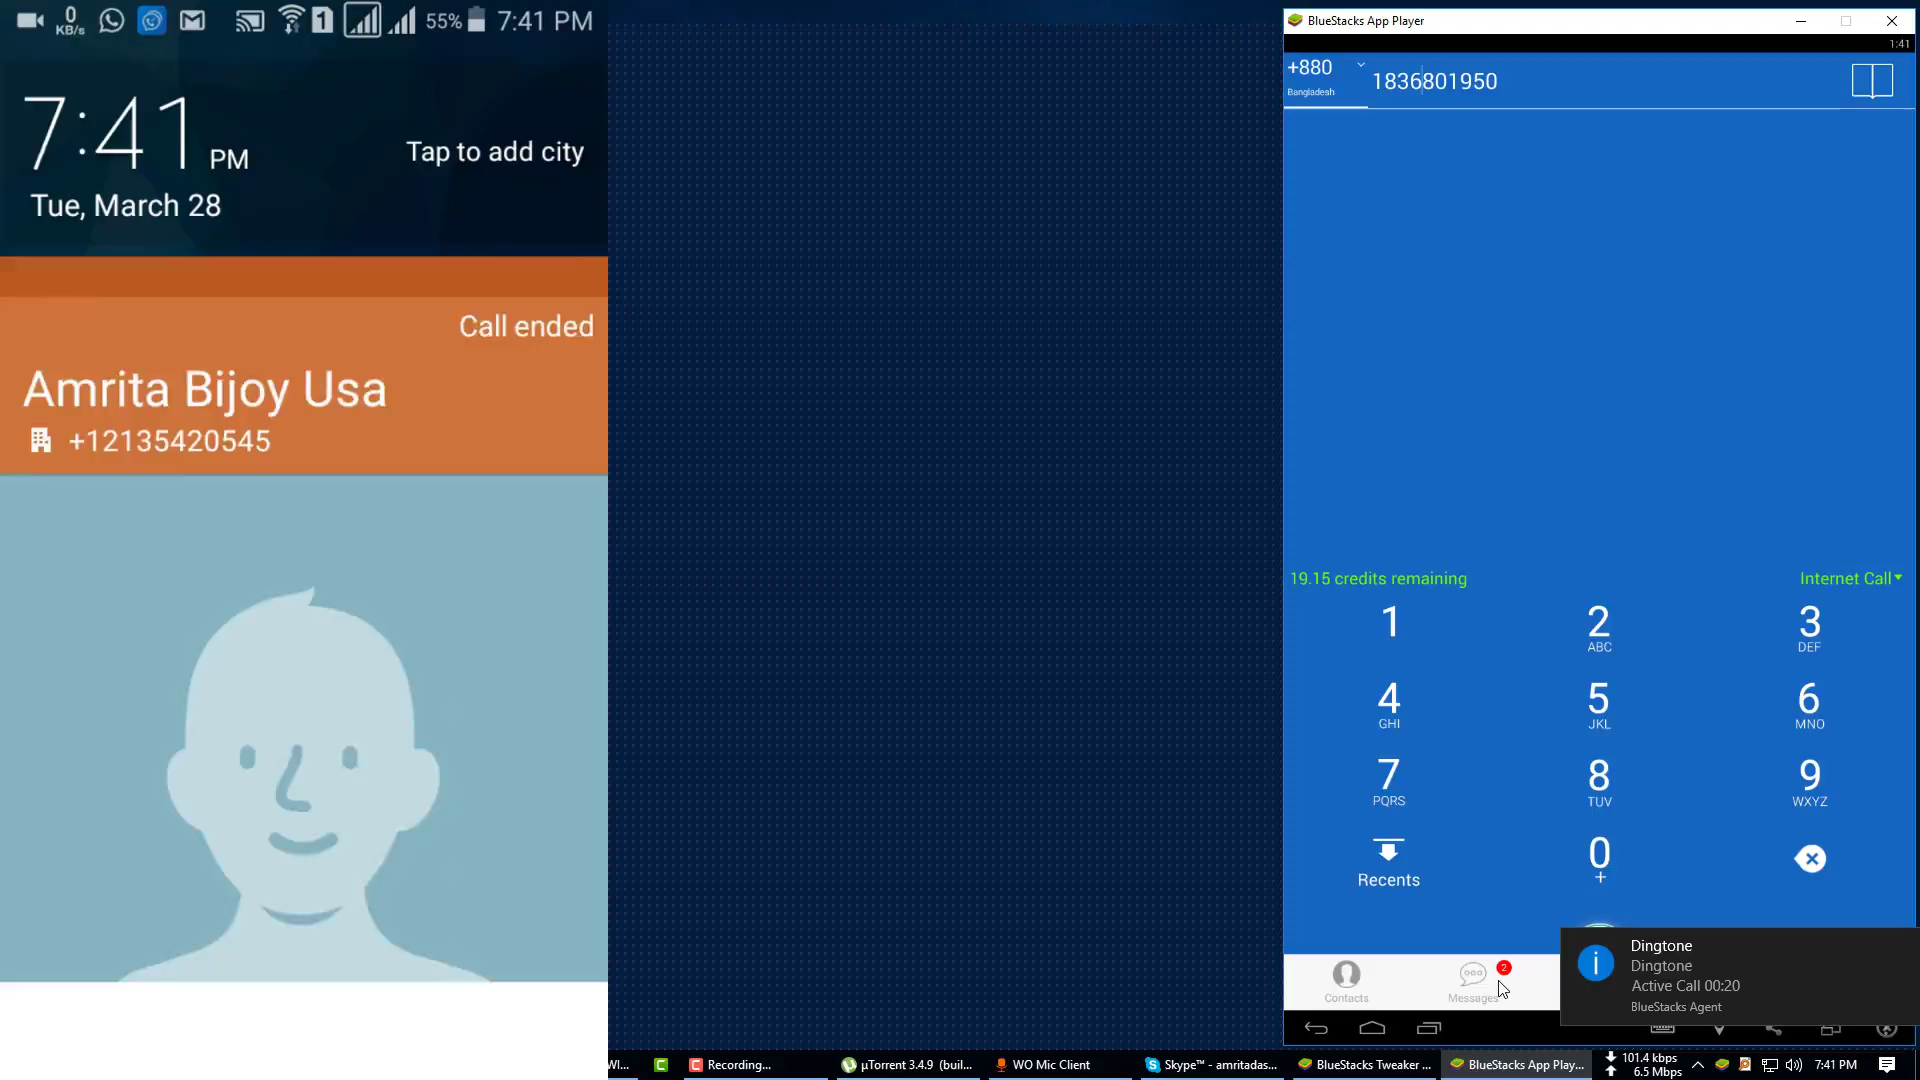 0
KB/s
1
55%
7:41 PM
7:41 PM
Tap to add city
Tue, March 28
Call ended
Amrita Bijoy Usa
+12135420545
BlueStacks App Player
1:41
+880
Bangladesh
1836801950
19.15 credits remaining
Internet Call
1
2
ABC
3
DEF
4
GHI
5
JKL
6
MNO
7
PQRS
8
TUV
9
WXYZ
Recents
0
+
Contacts
Messages
2
Dingtone
Dingtone
Active Call 00:20
BlueStacks Agent
WI...
Recording...
µTorrent 3.4.9 (buil...
WO Mic Client
Skype™ - amritadas...
BlueStacks Tweaker ...
BlueStacks App Play...
101.4 kbps
6.5 Mbps
7:41 PM